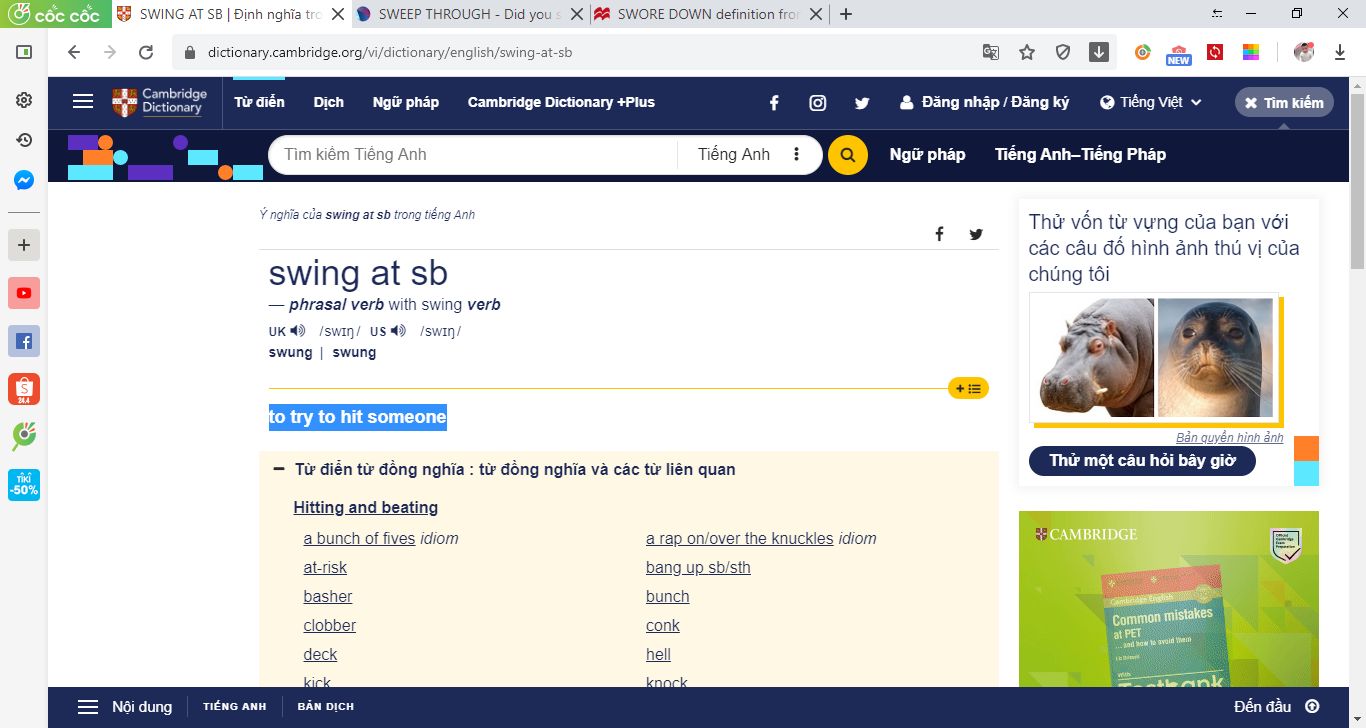 cốc cốc
SWING AT SB | Định nghĩa tro
SWEEP THROUGH - Did you s
SWORE DOWN definition fron
dictionary.cambridge.org/vi/dictionary/english/swing-at-sb
NEW
Cambridge
Dictionary
Từ điển
Dịch
Ngữ pháp
Cambridge Dictionary +Plus
Đăng nhập / Đăng ký
Tiếng Việt
Tìm kiếm
Tìm kiếm Tiếng Anh
Tiếng Anh
Ngữ pháp
Tiếng Anh–Tiếng Pháp
Ý nghĩa của swing at sb trong tiếng Anh
swing at sb
— phrasal verb with swing verb
UK /swɪŋ/ US /swɪŋ/
swung | swung
to try to hit someone
Từ điển từ đồng nghĩa : từ đồng nghĩa và các từ liên quan
Hitting and beating
a bunch of fives idiom
a rap on/over the knuckles idiom
at-risk
bang up sb/sth
basher
bunch
clobber
conk
deck
hell
kick
knock
Thử vốn từ vựng của bạn với
các câu đố hình ảnh thú vị của
chúng tôi
Bản quyền hình ảnh
Thử một câu hỏi bây giờ
CAMBRIDGE
Cambridge English
Common mistakes
at PET
... and how to avoid them
With
Testbank
24.4
TIKI
-50%
Nội dung
TIẾNG ANH
BẢN DỊCH
Đến đầu